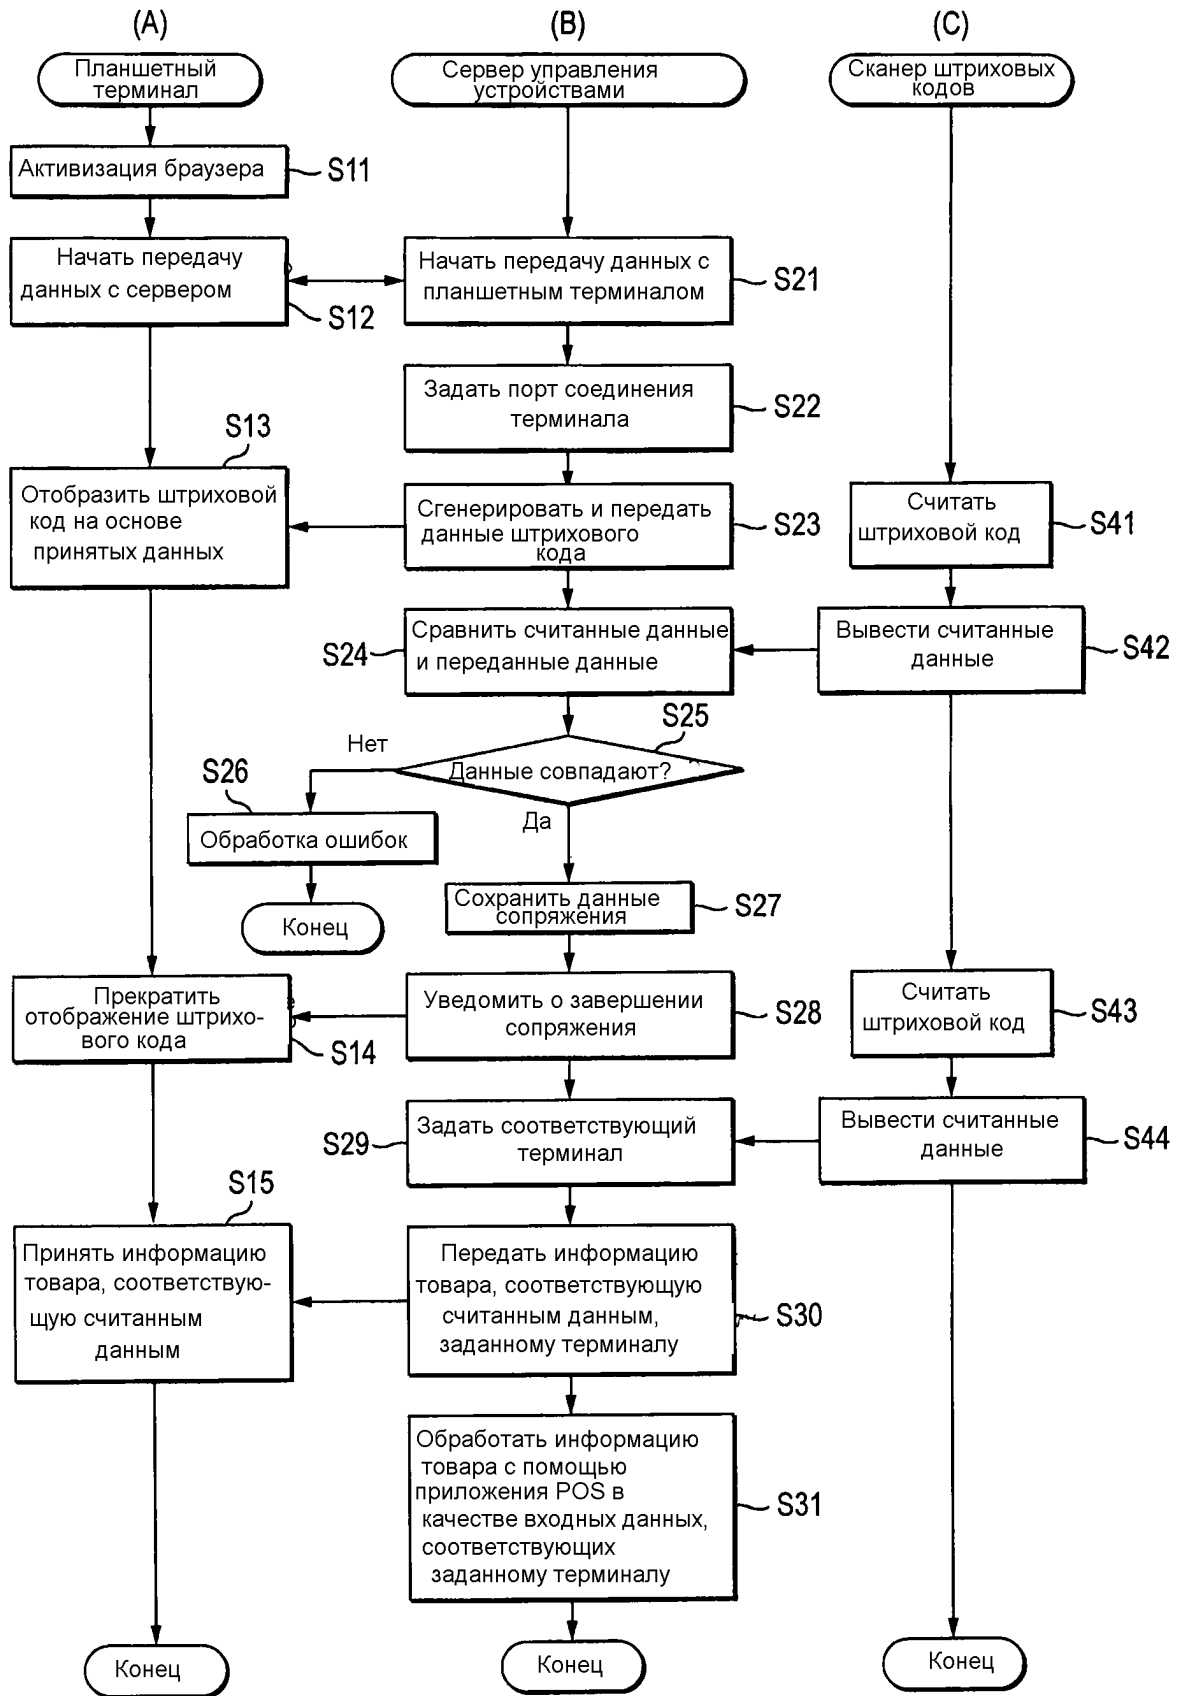 (A)
(B)
(C)
Планшетный
терминал
Сервер управления
устройствами
Сканер штриховых
кодов
Активизация браузера
S11
Начать передачу
данных с сервером
S12
Начать передачу данных с
планшетным терминалом
S21
Задать порт соединения
терминала
S22
S13
Отобразить штриховой
код на основе
принятых данных
Сгенерировать и передать
данные штрихового
кода
S23
Считать
штриховой код
S41
S24
Сравнить считанные данные
и переданные данные
Вывести считанные
данные
S42
S25
Нет
Данные совпадают?
Да
S26
Обработка ошибок
Конец
Сохранить данные
сопряжения
S27
Прекратить
отображение штрихо-
вого кода
S14
Уведомить о завершении
сопряжения
S28
Считать
штриховой код
S43
S29
Задать соответствующий
терминал
Вывести считанные
данные
S44
S15
Принять информацию
товара, соответствую-
щую считанным
данным
Передать информацию
товара, соответствующую
считанным данным,
заданному терминалу
S30
Обработать информацию
товара с помощью
приложения POS в
качестве входных данных,
соответствующих
заданному терминалу
S31
Конец
Конец
Конец